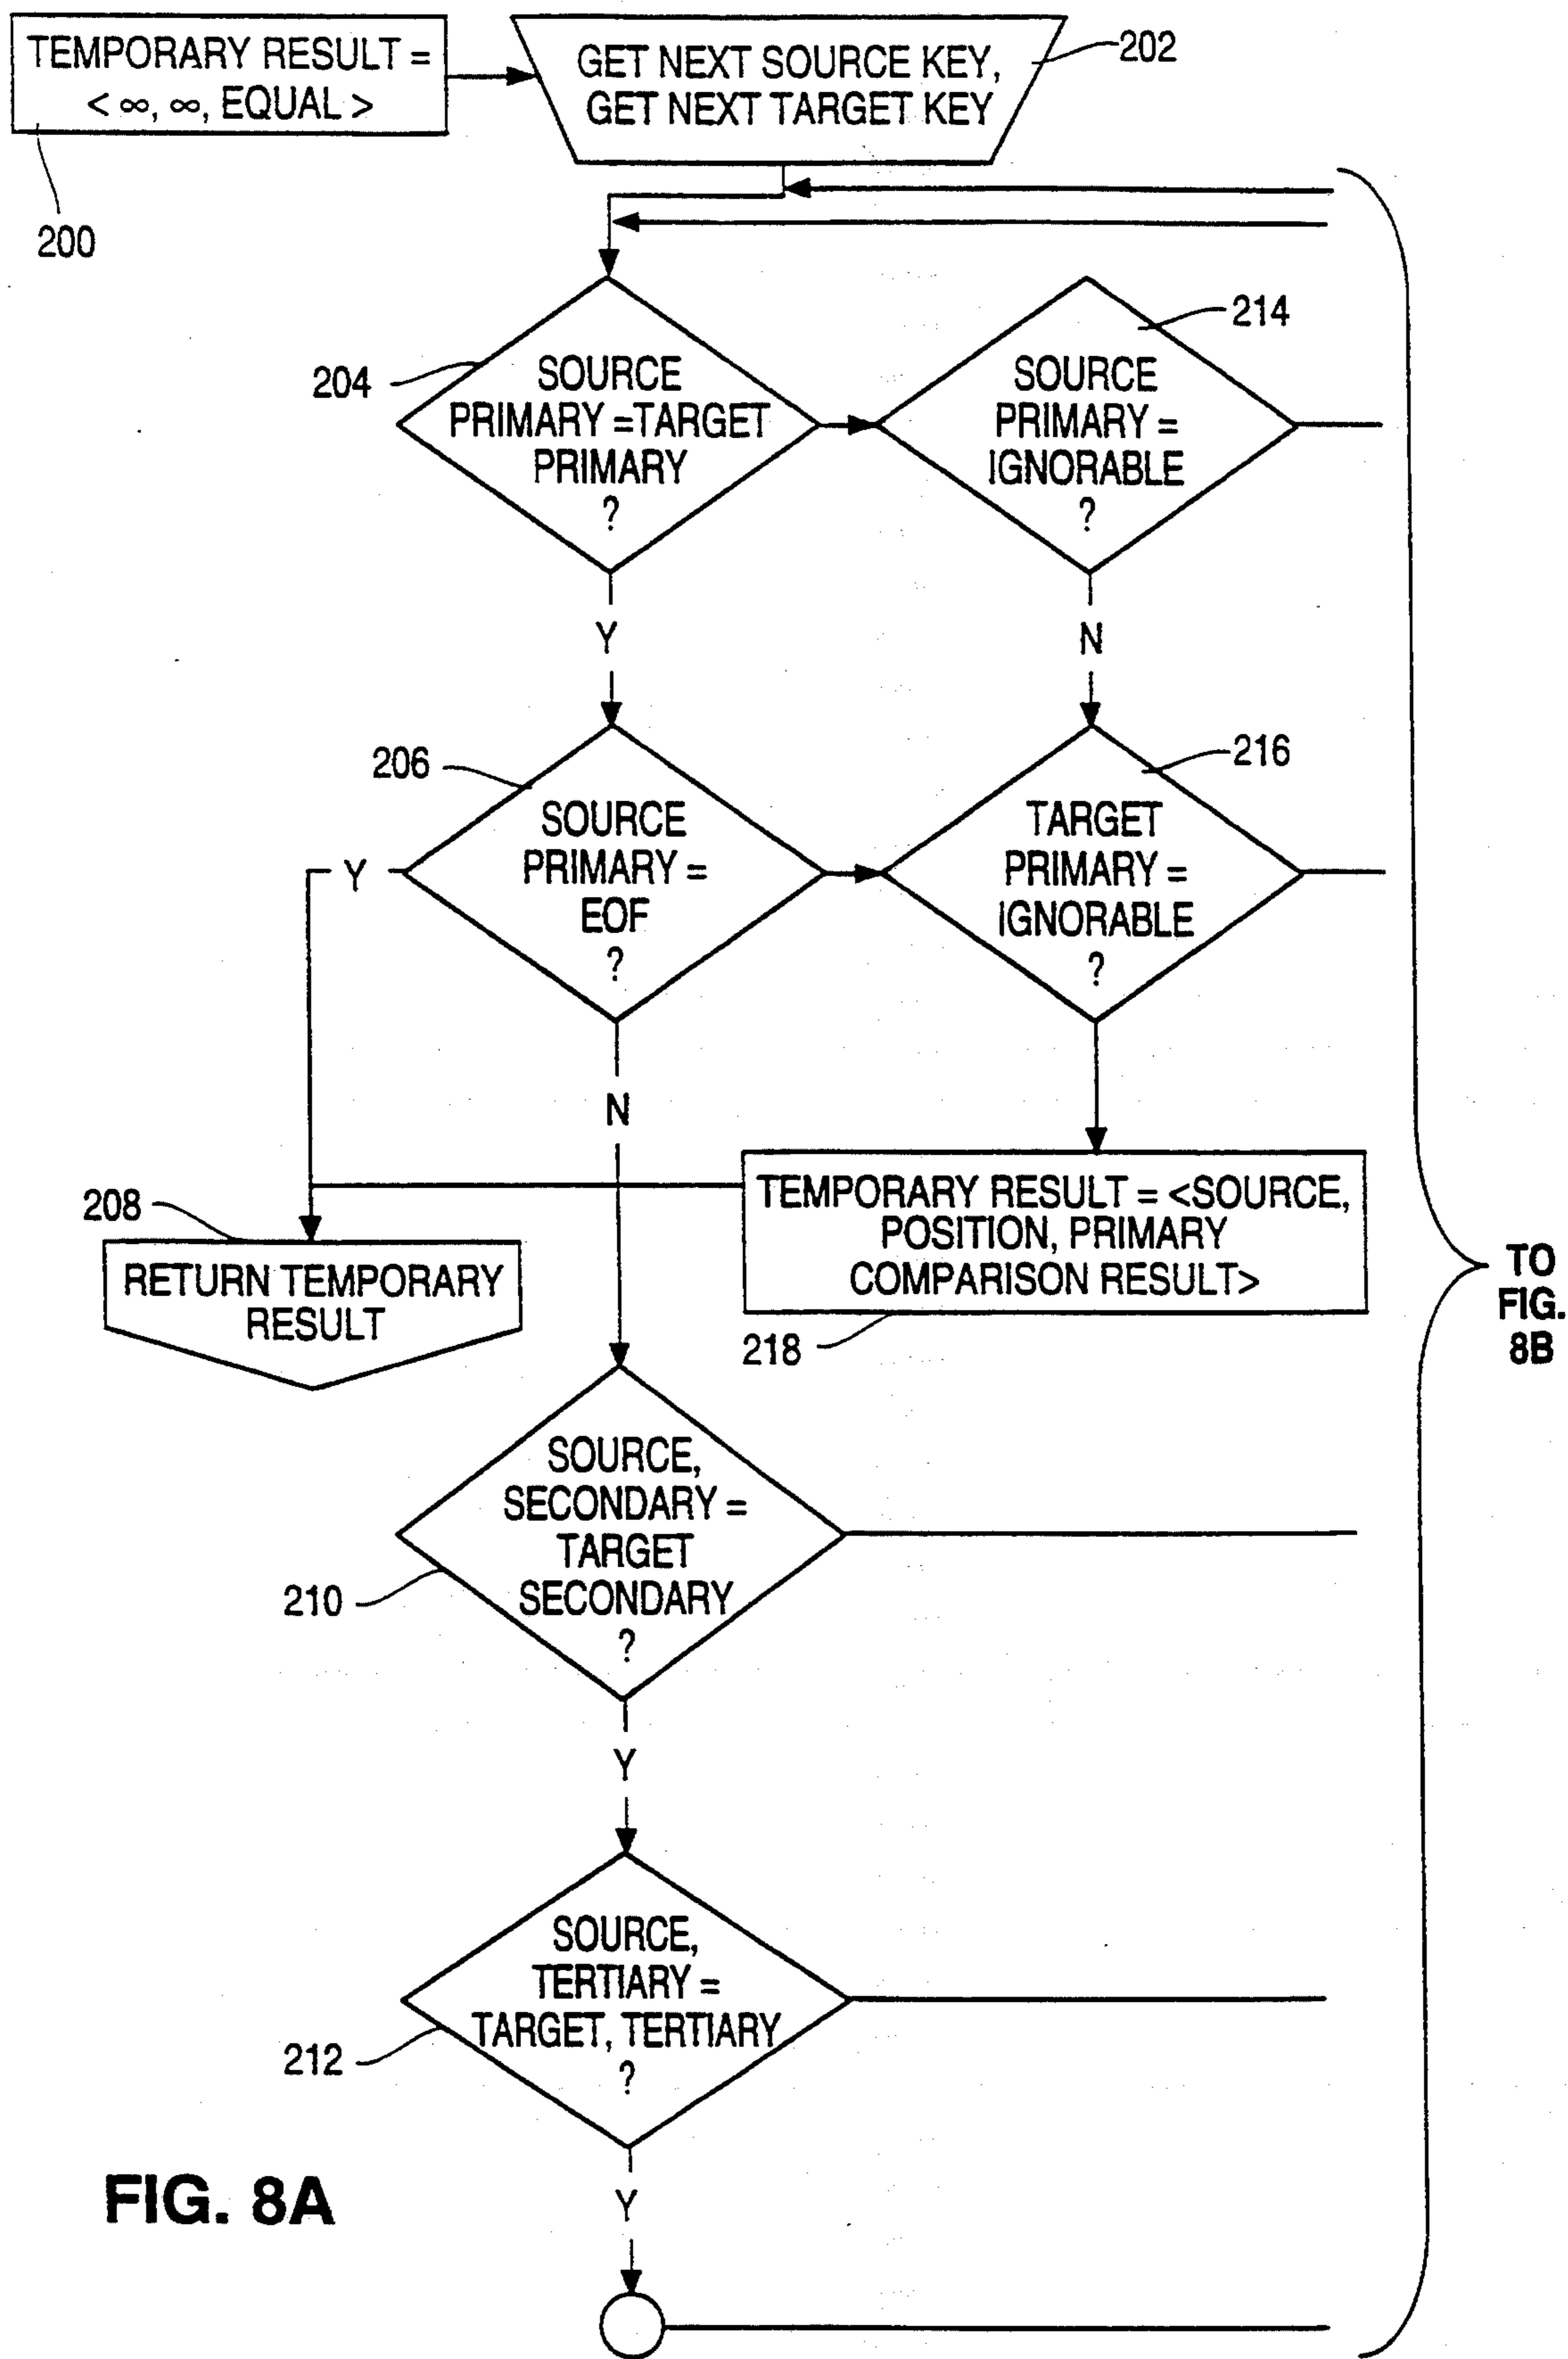 TEMPORARY RESULT =
< ∞, ∞, EQUAL >
200
GET NEXT SOURCE KEY,
GET NEXT TARGET KEY
202
204
SOURCE
PRIMARY =TARGET
PRIMARY
?
214
SOURCE
PRIMARY =
IGNORABLE
?
Y
N
206
SOURCE
PRIMARY =
EOF
?
Y
216
TARGET
PRIMARY =
IGNORABLE
?
N
208
RETURN TEMPORARY
RESULT
TEMPORARY RESULT = <SOURCE,
POSITION, PRIMARY
COMPARISON RESULT>
218
TO
FIG.
8B
SOURCE,
SECONDARY =
TARGET
SECONDARY
?
210
Y
SOURCE,
TERTIARY =
TARGET, TERTIARY
?
212
Y
FIG. 8A